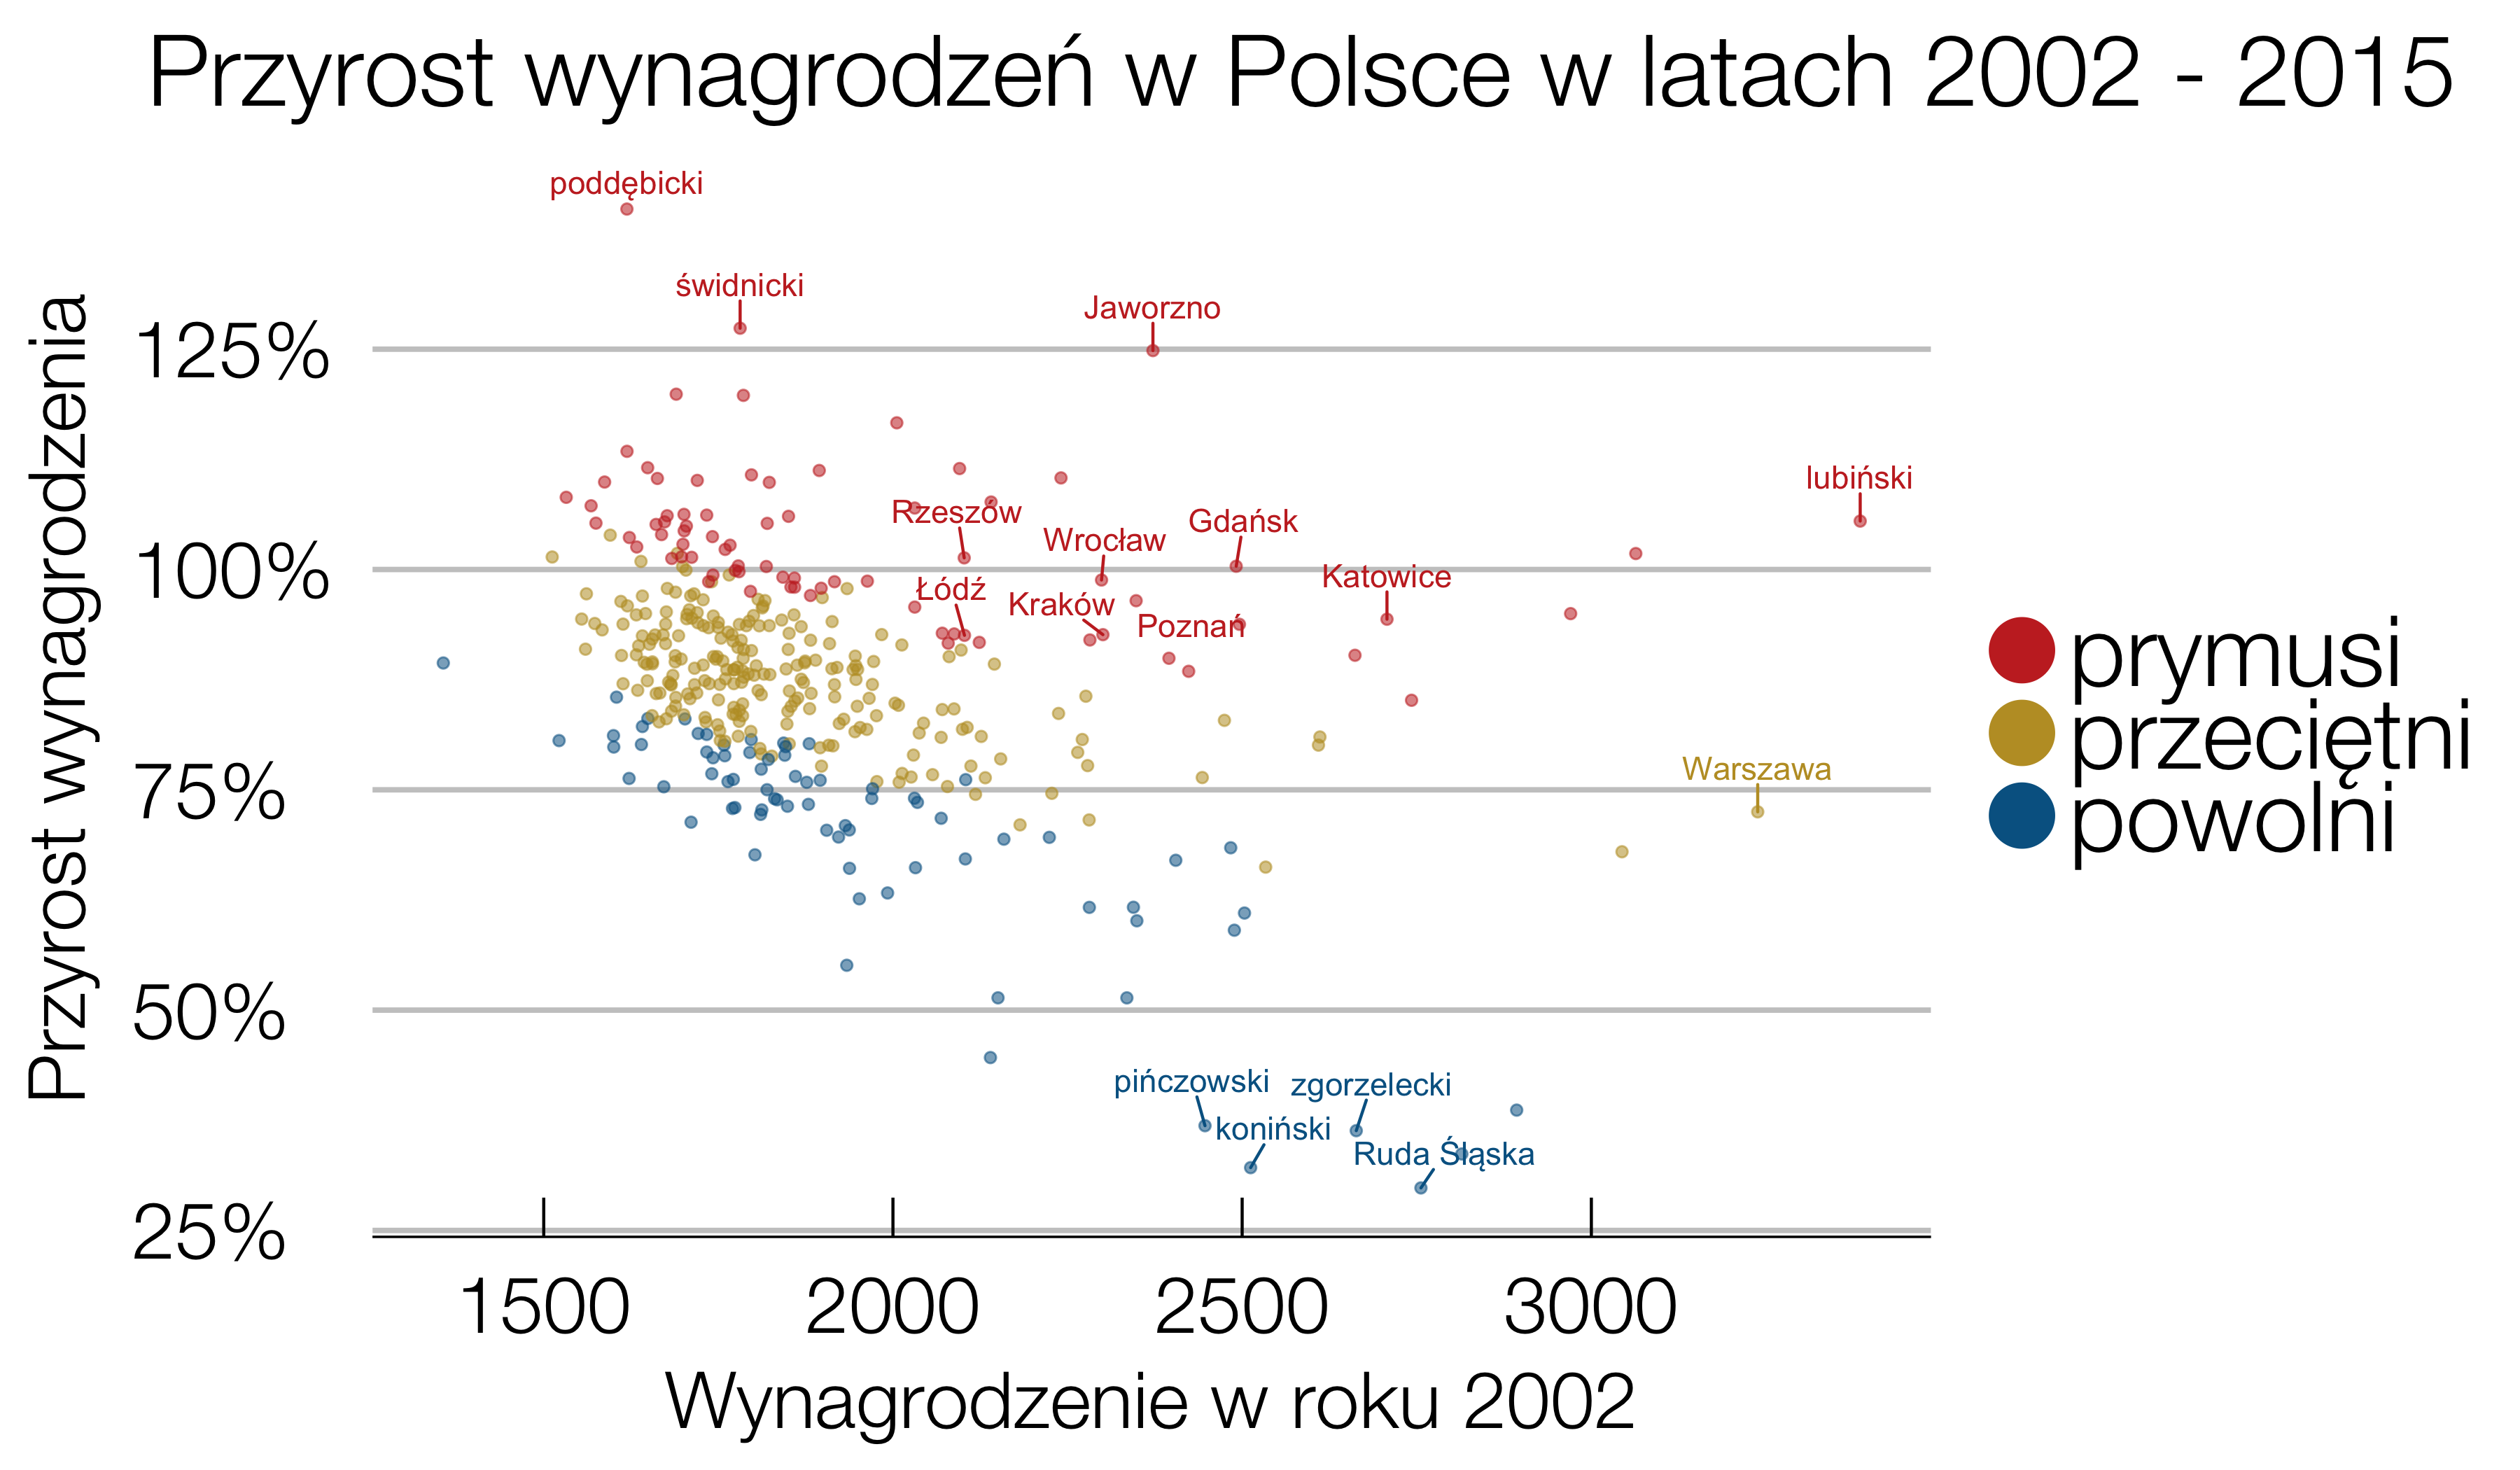 Przyrost wynagrodzeń w Polsce w latach 2002 - 2015
Przyrost wynagrodzenia
125%
100%
75%
50%
25%
poddębicki
świdnicki
Jaworzno
lubiński
Rzeszów
Gdańsk
Wrocław
Katowice
Łódź
Kraków
Poznań
Warszawa
pińczowski
zgorzelecki
koniński
Ruda Śląska
prymusi
przeciętni
powolni
1500
2000
2500
3000
Wynagrodzenie w roku 2002